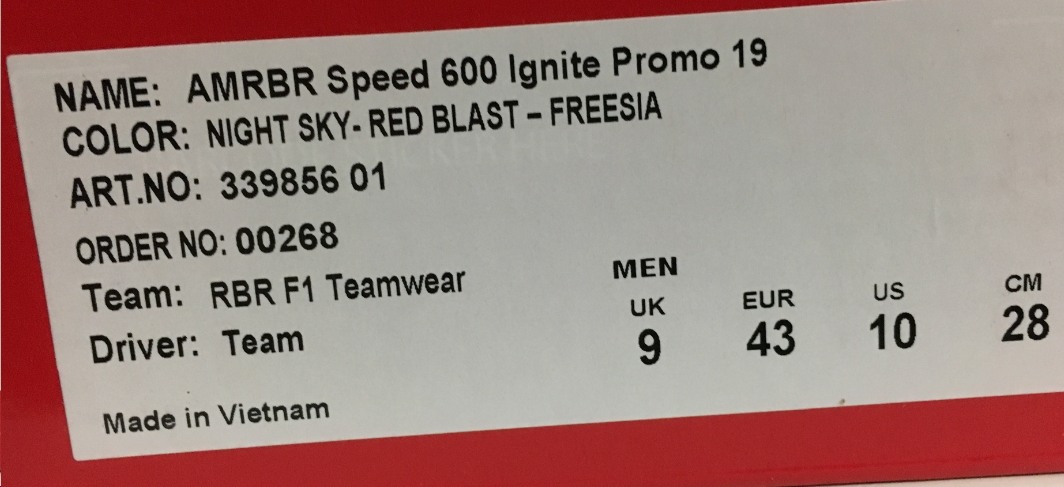 NAME: AMRBR Speed 600 Ignite Promo 19
COLOR: NIGHT SKY- RED BLAST – FREESIA
ART.NO: 339856 01
ORDER NO: 00268
Team: RBR F1 Teamwear
Driver: Team
MEN
UK EUR US CM
9 43 10 28
Made in Vietnam